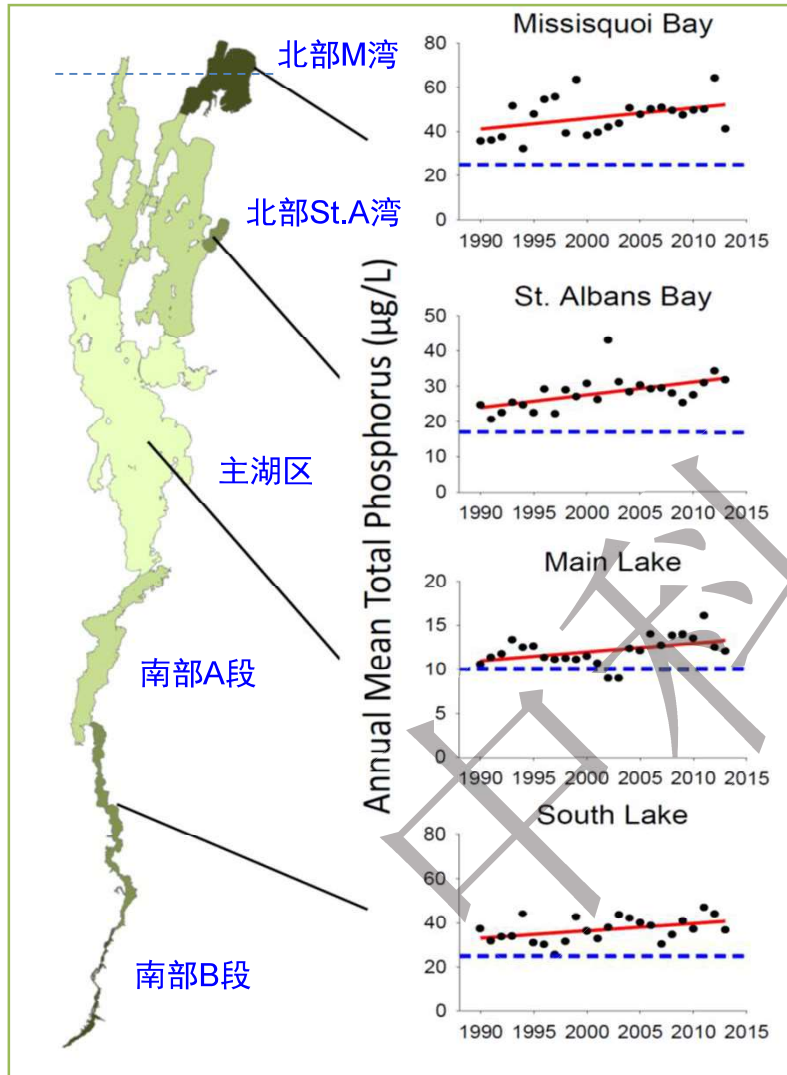 北部M湾
北部St.A湾
主湖区
南部A段
南部B段
Annual Mean Total Phosphorus (µg/L)
Missisquoi Bay
80
60
40
20
0
1990 1995 2000 2005 2010 2015
St. Albans Bay
50
40
30
20
10
0
1990 1995 2000 2005 2010 2015
Main Lake
20
15
10
5
0
1990 1995 2000 2005 2010 2015
South Lake
80
60
40
20
0
1990 1995 2000 2005 2010 2015
中科